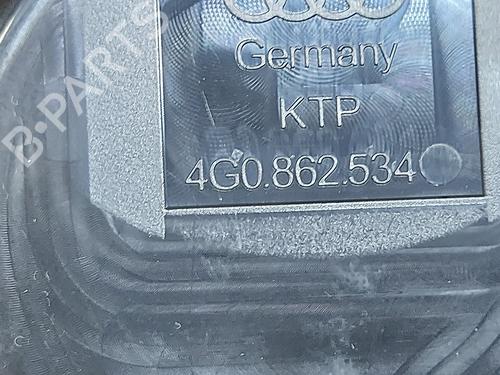 B-PARTS
Germany
KTP
4G0.862.534